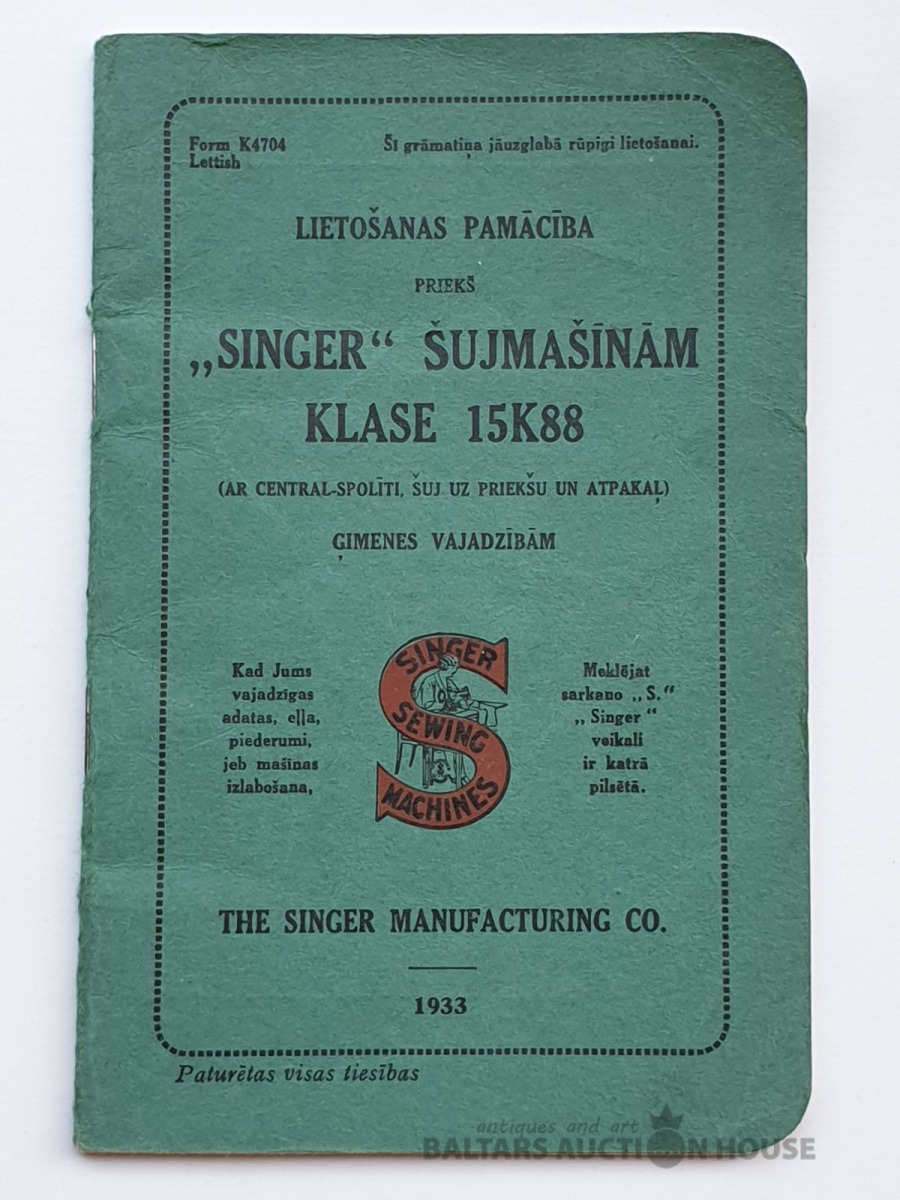 Form K4704
Lettish
Šī grāmatiņa jāuzglabā rūpīgi lietošanai.
LIETOŠANAS PAMĀCĪBA
PRIEKŠ
„SINGER“ ŠUJMAŠĪNĀM
KLASE 15K88
(AR CENTRAL-SPOLĪTI, ŠUJ UZ PRIEKŠU UN ATPAKAĻ)
ĢIMENES VAJADZĪBĀM
Kad Jums
vajadzīgas
adatas, eļļa,
piederumi,
jeb mašīnas
izlabošana,
SINGER
SEWING
MACHINES
Meklējat
sarkano „S.“
„Singer“
veikali
ir katrā
pilsētā.
THE SINGER MANUFACTURING CO.
1933
Paturētas visas tiesības
antiques and art
BALTARS AUCTION HOUSE